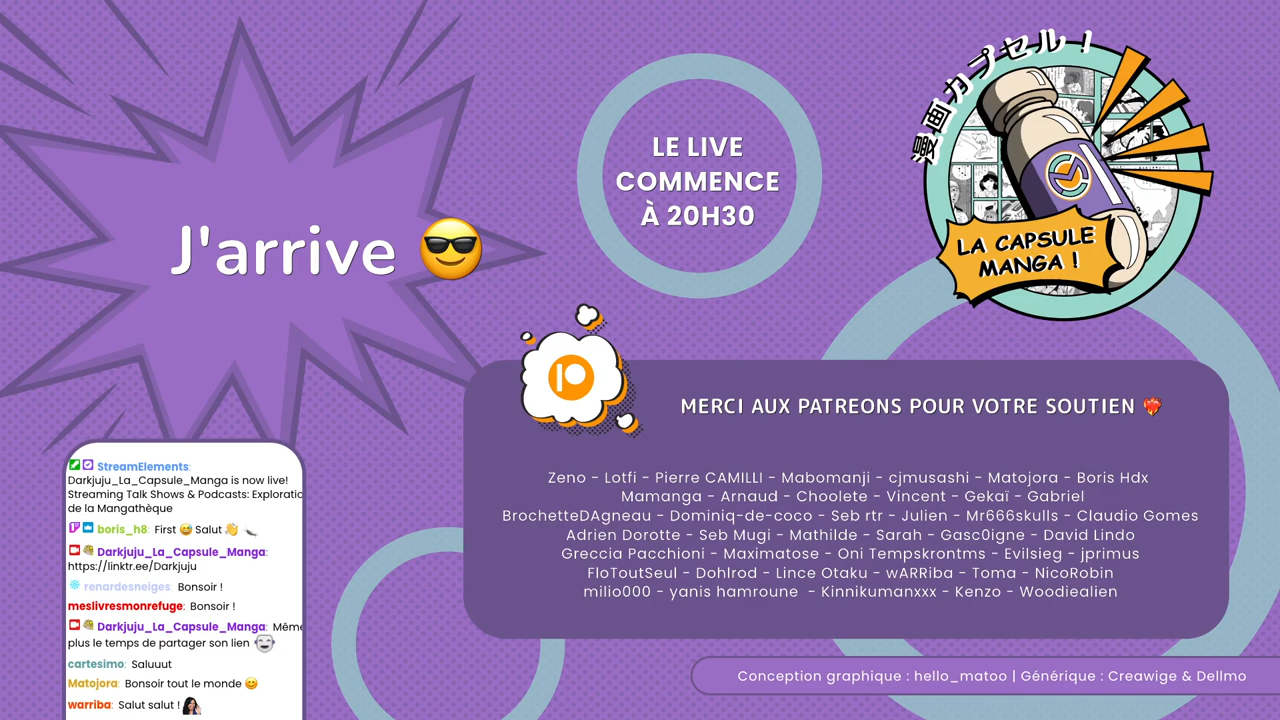 J'arrive 😎
LE LIVE
COMMENCE
À 20H30
漫画カプセル！
LA CAPSULE
MANGA !
MERCI AUX PATREONS POUR VOTRE SOUTIEN ❤️‍🔥
Zeno - Lotfi - Pierre CAMILLI - Mabomanji - cjmusashi - Matojora - Boris Hdx
Mamanga - Arnaud - Choolete - Vincent - Gekaï - Gabriel
BrochetteDAgneau - Dominiq-de-coco - Seb rtr - Julien - Mr666skulls - Claudio Gomes
Adrien Dorotte - Seb Mugi - Mathilde - Sarah - Gasc0igne - David Lindo
Greccia Pacchioni - Maximatose - Oni Tempskrontms - Evilsieg - jprimus
FloToutSeul - Dohlrod - Lince Otaku - wARRiba - Toma - NicoRobin
milio000 - yanis hamroune - Kinnikumanxxx - Kenzo - Woodiealien
StreamElements:
Darkjuju_La_Capsule_Manga is now live!
Streaming Talk Shows & Podcasts: Exploratio
de la Mangathèque
boris_h8: First 😅 Salut 👋
Darkjuju_La_Capsule_Manga:
https://linktr.ee/Darkjuju
renardesneiges: Bonsoir !
meslivresmonrefuge: Bonsoir !
Darkjuju_La_Capsule_Manga: Même
plus le temps de partager son lien
cartesimo: Saluuut
Matojora: Bonsoir tout le monde 😊
warriba: Salut salut !
Conception graphique : hello_matoo | Générique : Creawige & Dellmo